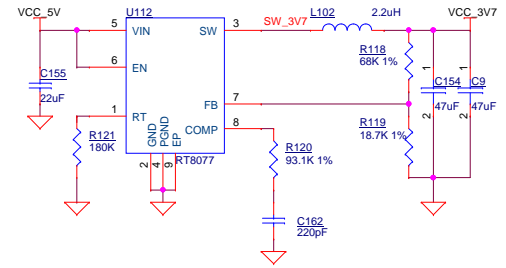 VCC_5V
U112
L102
2.2uH
VCC_3V7
5
VIN
SW
3
SW_3V7
R118
68K 1%
6
EN
C155
22uF
1
C154
47uF
2
1
C9
47uF
2
FB
7
1
RT
COMP
8
R119
18.7K 1%
R121
180K
GND
PGND
EP
2
4
9
RT8077
R120
93.1K 1%
C162
220pF